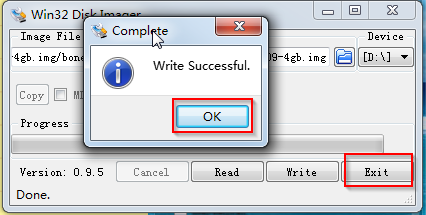 Win32 Disk Imager
Image File
Device
Complete
-4gb.img/bone
09-4gb.img
[D:\]
Write Successful.
Copy
OK
Progress
Version: 0.9.5
Cancel
Read
Write
Exit
Done.